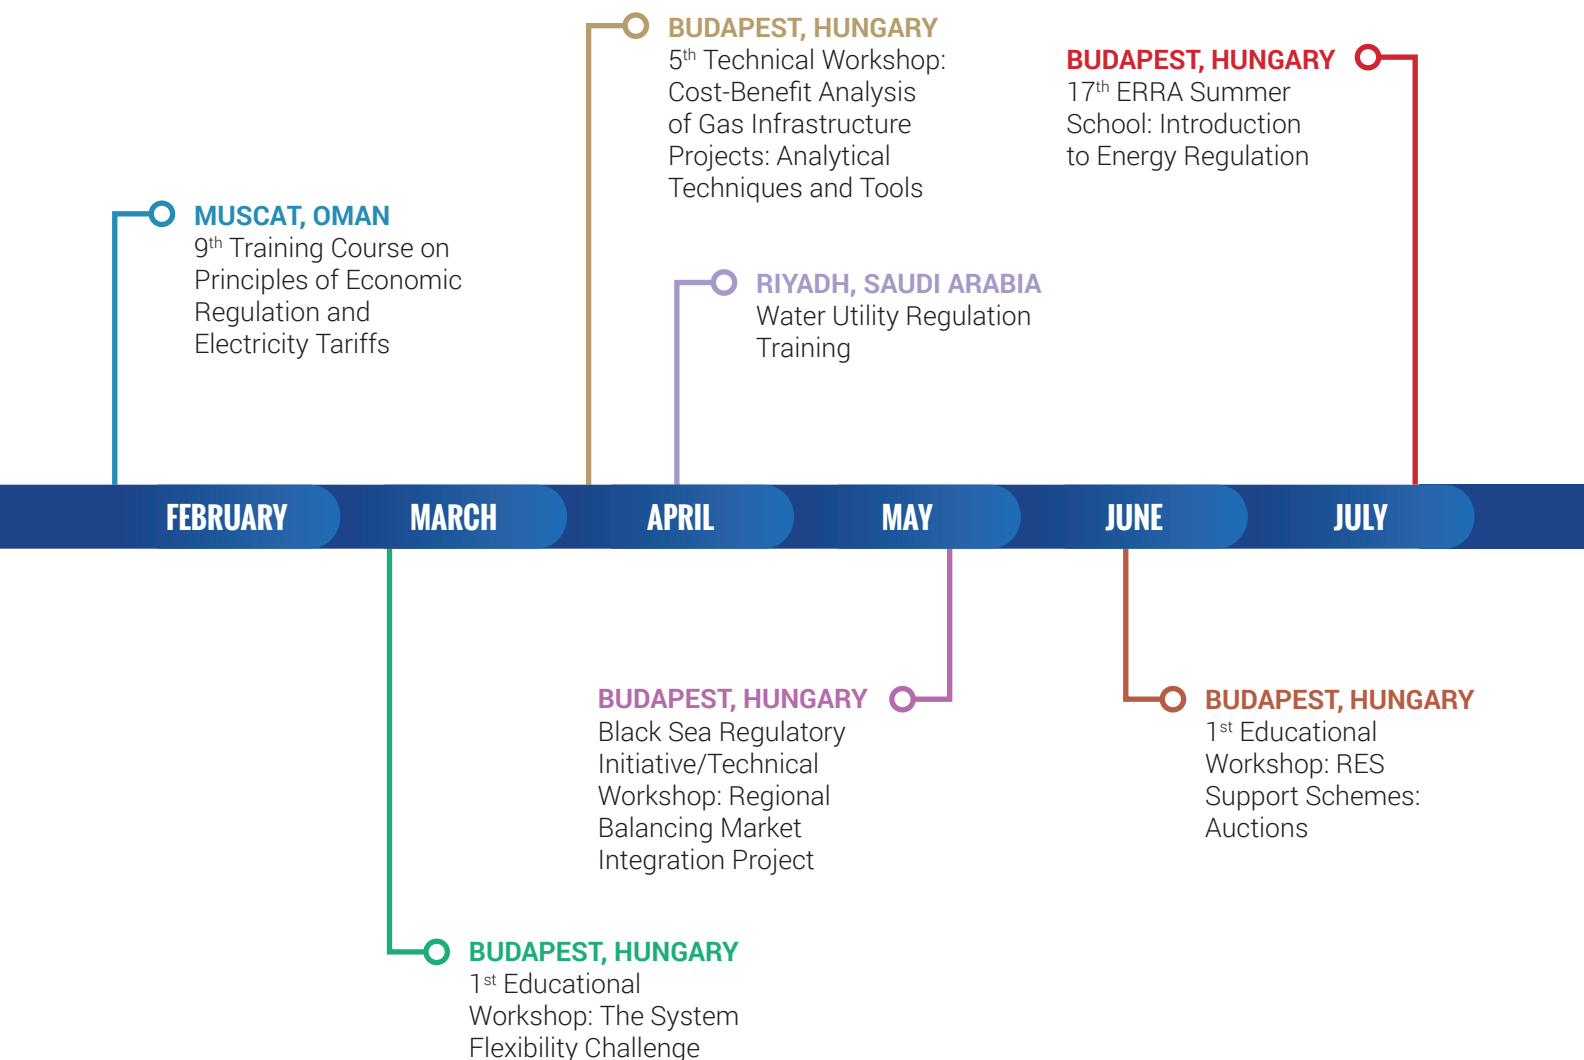 BUDAPEST, HUNGARY
5th Technical Workshop:
Cost-Benefit Analysis
of Gas Infrastructure
Projects: Analytical
Techniques and Tools
BUDAPEST, HUNGARY
17th ERRA Summer
School: Introduction
to Energy Regulation
MUSCAT, OMAN
9th Training Course on
Principles of Economic
Regulation and
Electricity Tariffs
RIYADH, SAUDI ARABIA
Water Utility Regulation
Training
FEBRUARY
MARCH
APRIL
MAY
JUNE
JULY
BUDAPEST, HUNGARY
Black Sea Regulatory
Initiative/Technical
Workshop: Regional
Balancing Market
Integration Project
BUDAPEST, HUNGARY
1st Educational
Workshop: RES
Support Schemes:
Auctions
BUDAPEST, HUNGARY
1st Educational
Workshop: The System
Flexibility Challenge